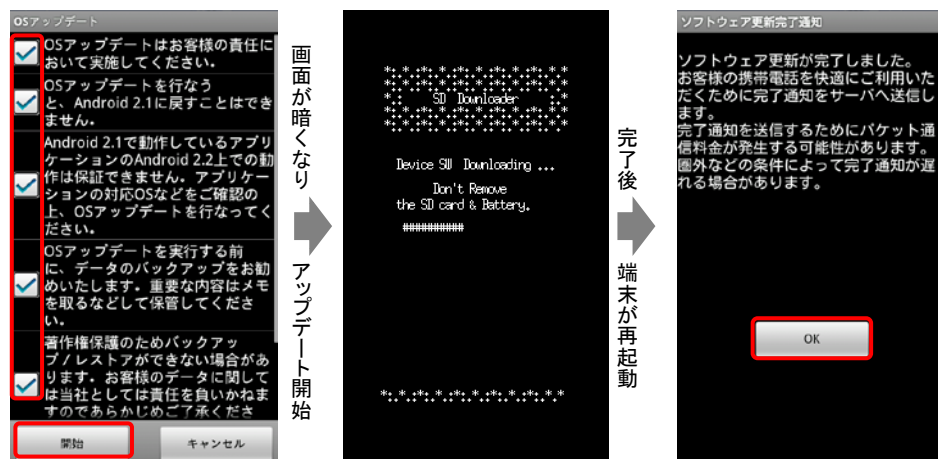 OSアップデート
OSアップデートはお客様の責任に
おいて実施してください。
OSアップデートを行なう
と、Android 2.1に戻すことはでき
ません。
Android 2.1で動作しているアプリ
ケーションのAndroid 2.2上での動
作は保証できません。アプリケー
ションの対応OSなどをご確認の
上、OSアップデートを行なってく
ださい。
OSアップデートを実行する前
に、データのバックアップをお勧
めいたします。重要な内容はメモ
を取るなどして保管してくださ
い。
著作権保護のためバックアッ
プ/レストアができない場合があ
ります。お客様のデータに関して
は当社としては責任を負いかねま
すのであらかじめご了承くださ
開始
キャンセル
画面が暗くなり
アップデート開始
SD Downloader
Device SW Downloading ...
Don't Remove
the SD card & Battery.
###########
完了後
端末が再起動
ソフトウェア更新完了通知
ソフトウェア更新が完了しました。
お客様の携帯電話を快適にご利用いた
だくために完了通知をサーバへ送信し
ます。
完了通知を送信するためにパケット通
信料金が発生する可能性があります。
圏外などの条件によって完了通知が遅
れる場合があります。
OK